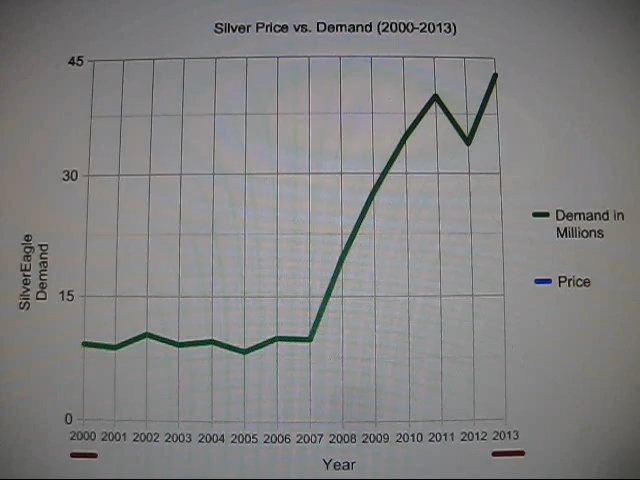 Silver Price vs. Demand (2000-2013)
45
30
15
0
SilverEagle
Demand
2000 2001 2002 2003 2004 2005 2006 2007 2008 2009 2010 2011 2012 2013
Year
Demand in
Millions
Price